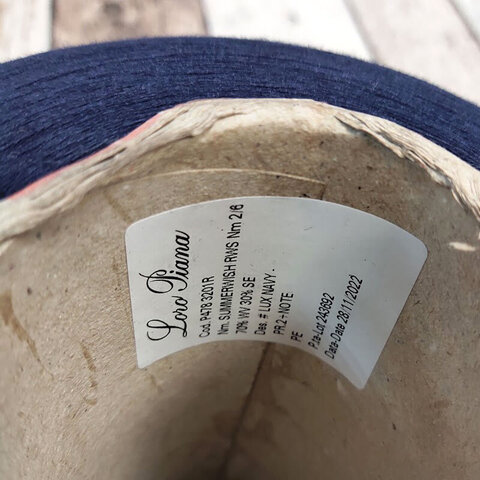 Loro Piana
Cod. P478 3201R
Nm. SUMMERWISH RWS Nm 2/6
70% WV 30% SE
Des. # LUX NAVY .
PR.2 - NOTE
PE
P.ta-Lot 243692
Data-Date 28/11/2022